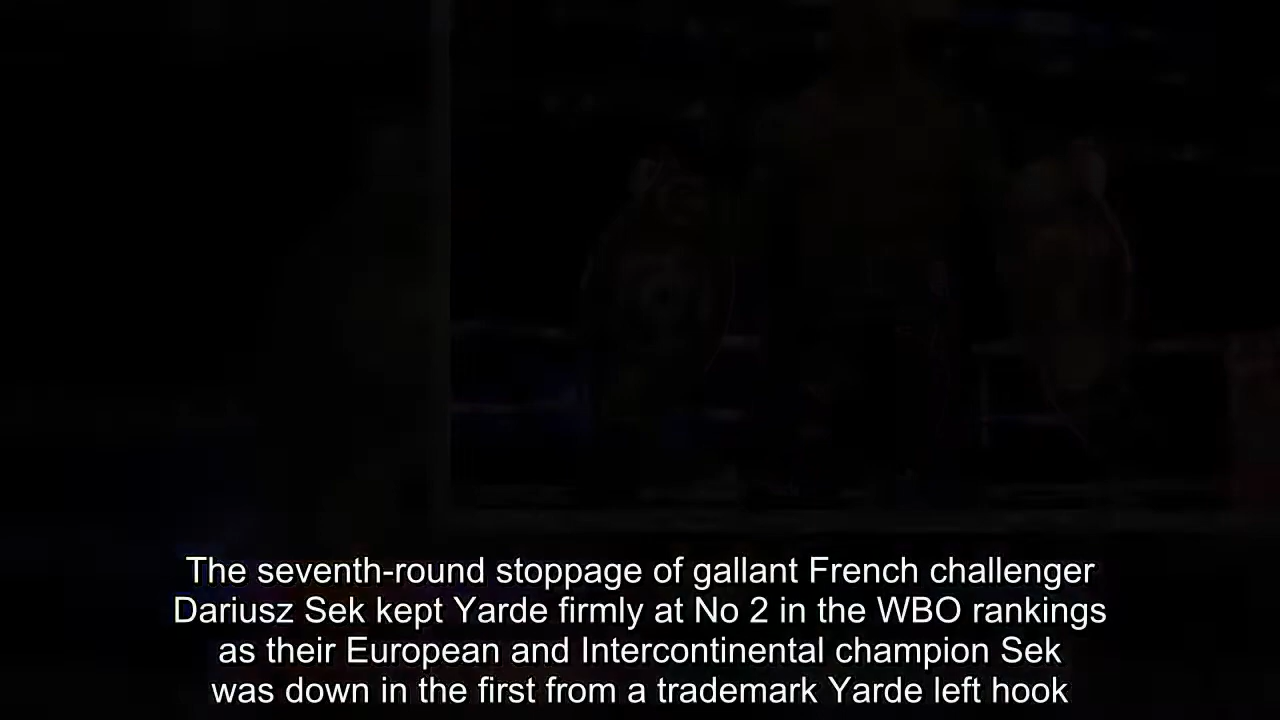 The seventh-round stoppage of gallant French challenger
Dariusz Sek kept Yarde firmly at No 2 in the WBO rankings
as their European and Intercontinental champion Sek
was down in the first from a trademark Yarde left hook